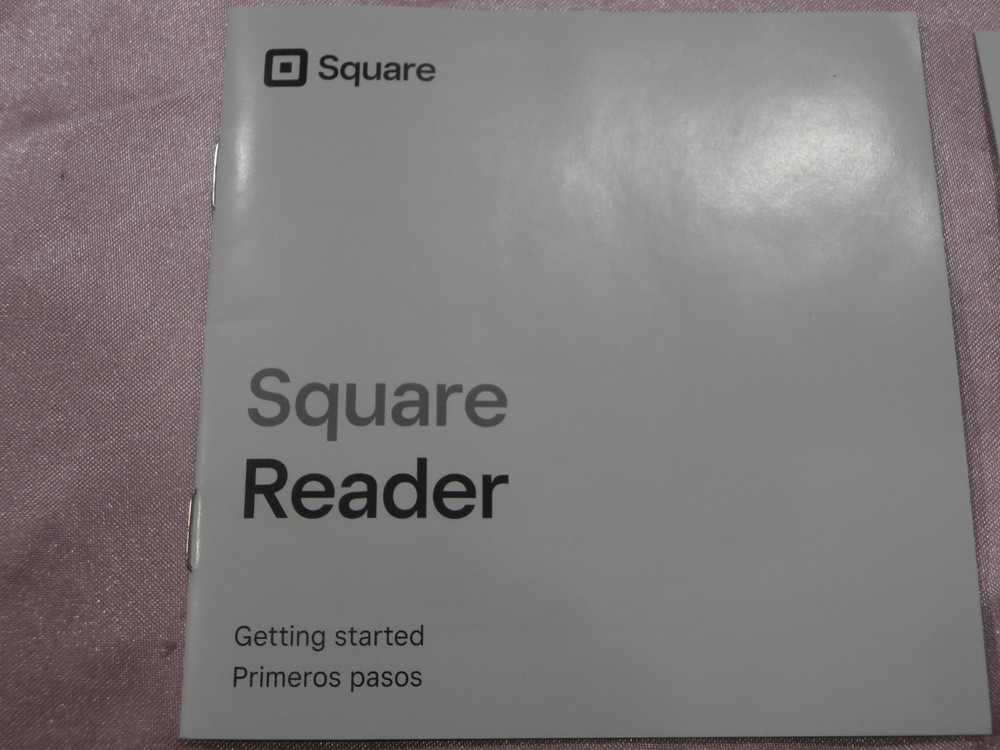 Square
Square
Reader
Getting started
Primeros pasos